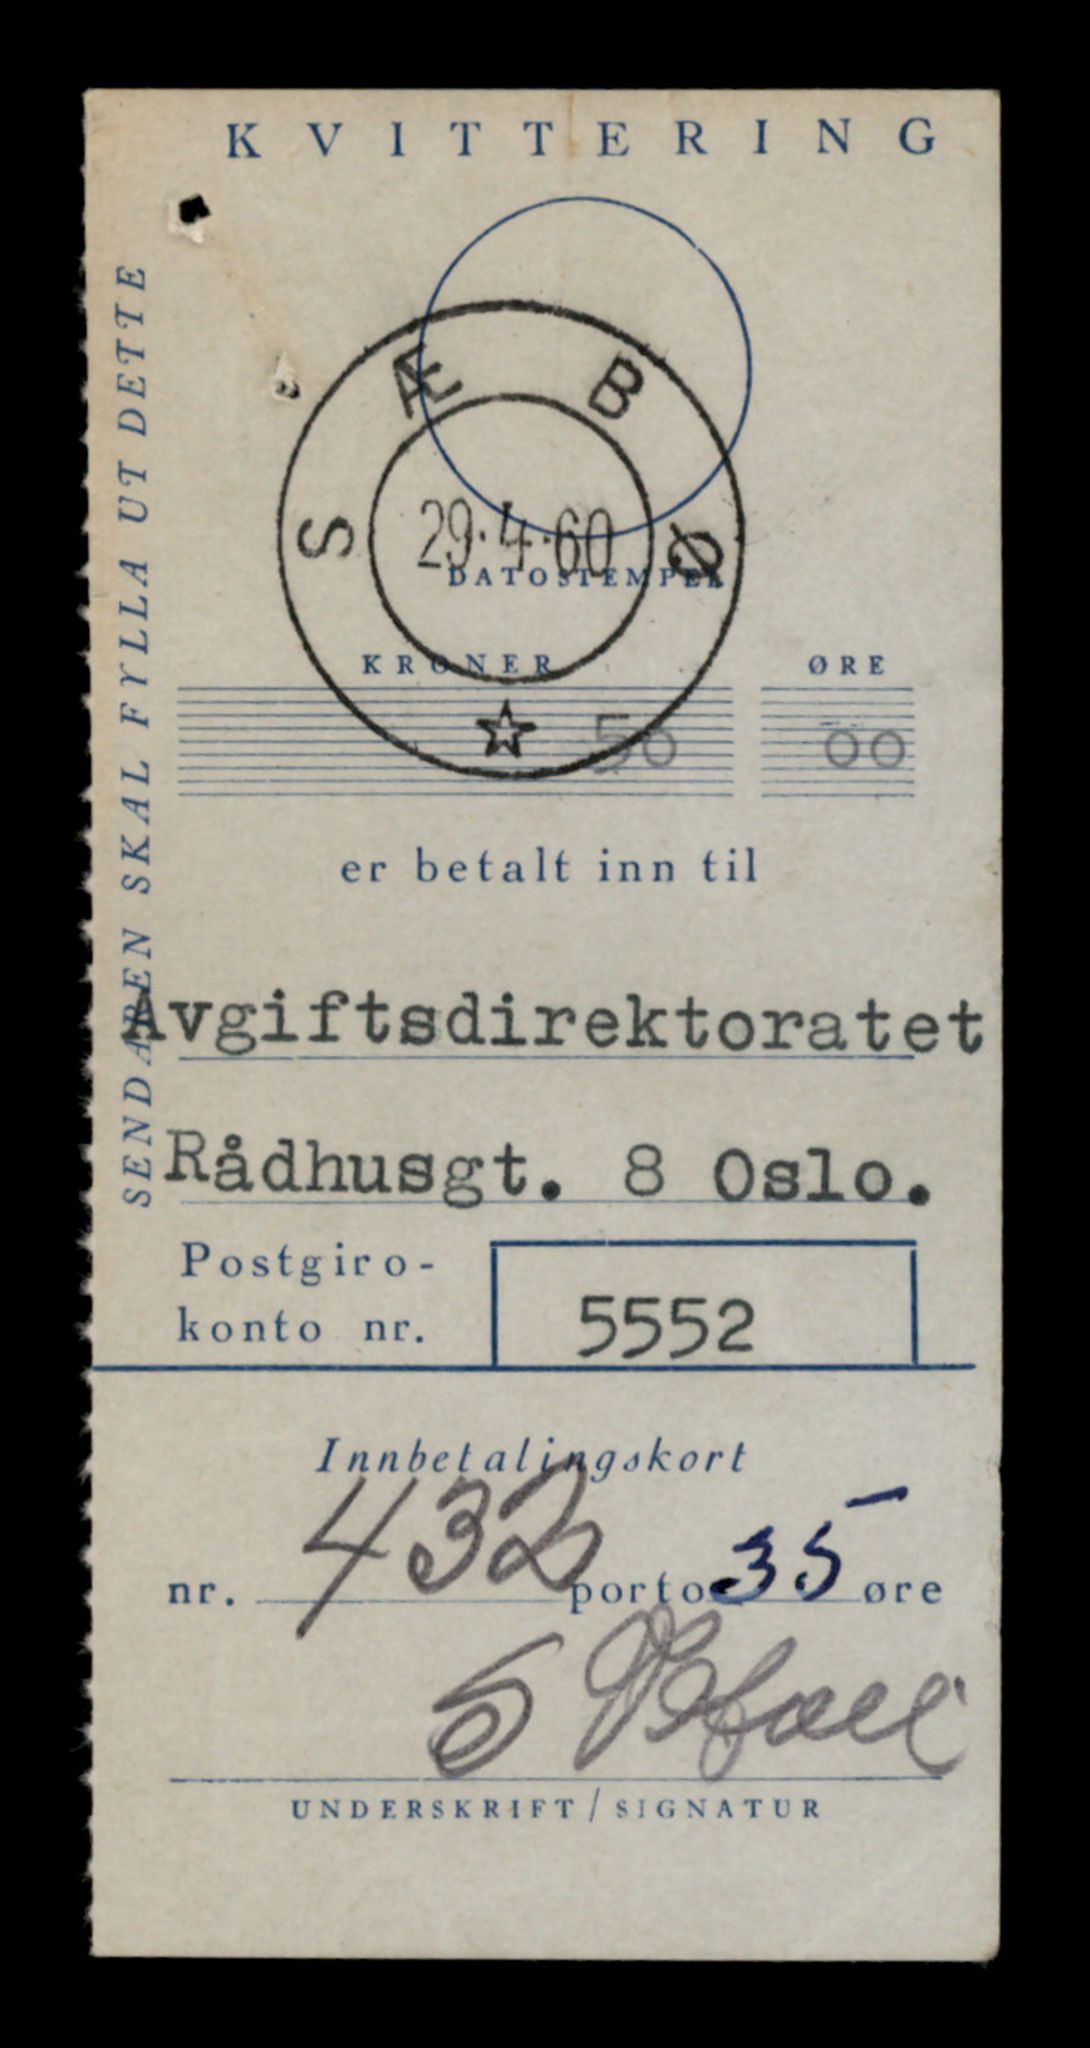 KVITTERING
SENDAREN SKAL FYLLA UT DETTE
SÆBØ
29.4.60
DATOSTEMPEL
KRONER ØRE
50 00
er betalt inn til
Avgiftsdirektoratet
Rådhusgt. 8 Oslo.
Postgiro-
konto nr. 5552
Innbetalingskort
nr. 432 porto 35 øre
UNDERSKRIFT/SIGNATUR